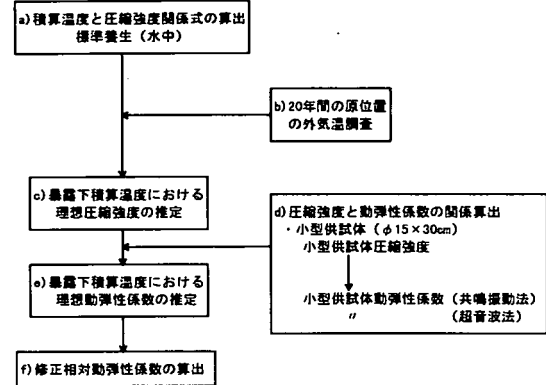 a)積算温度と圧縮強度関係式の算出
標準養生（水中）
b)20年間の原位置
の外気温調査
c)暴露下積算温度における
理想圧縮強度の推定
d)圧縮強度と動弾性係数の関係算出
・小型供試体（φ15×30cm）
小型供試体圧縮強度
小型供試体動弾性係数（共鳴振動法）
〃 （超音波法）
e)暴露下積算温度における
理想動弾性係数の推定
f)修正相対動弾性係数の算出